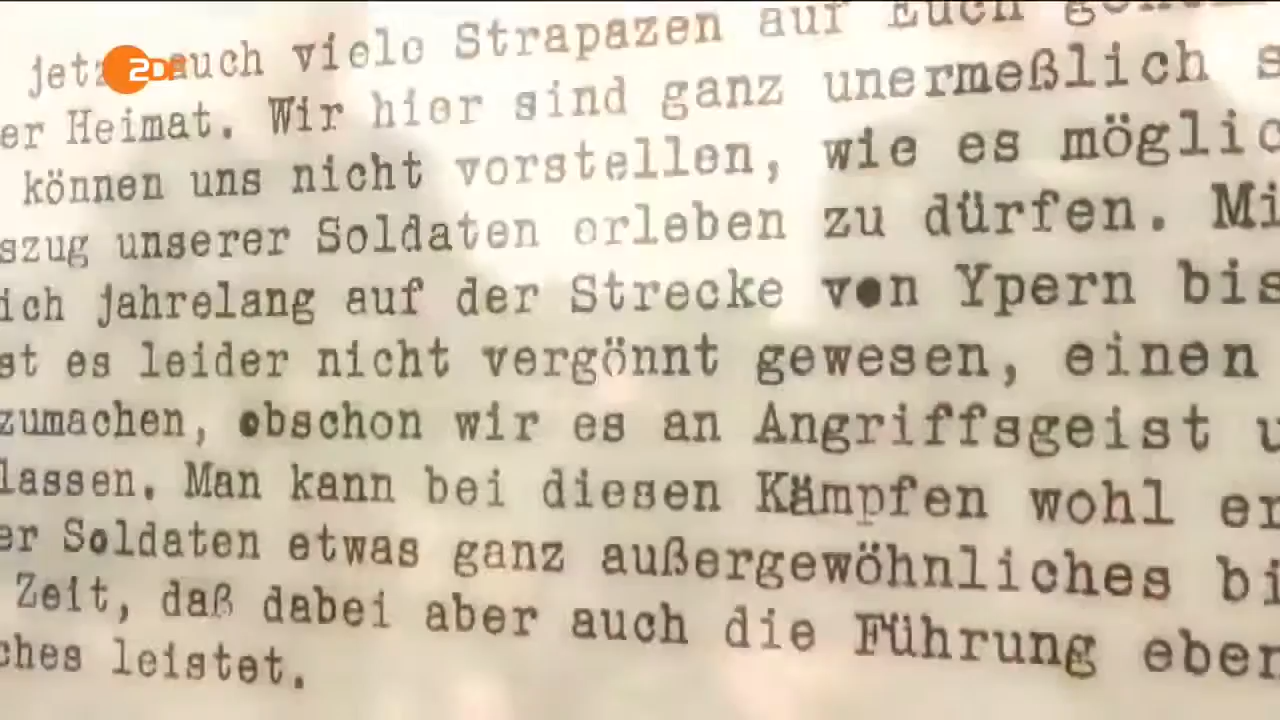 ZDF
jetzt auch viele Strapazen auf Euch
er Heimat. Wir hier sind ganz unermeßlich s
können uns nicht vorstellen, wie es möglic
szug unserer Soldaten erleben zu dürfen. Mi
ich jahrelang auf der Strecke von Ypern bis
st es leider nicht vergönnt gewesen, einen
zumachen, obschon wir es an Angriffsgeist u
lassen. Man kann bei diesen Kämpfen wohl er
er Soldaten etwas ganz außergewöhnliches bi
Zeit, daß dabei aber auch die Führung eben
ches leistet.